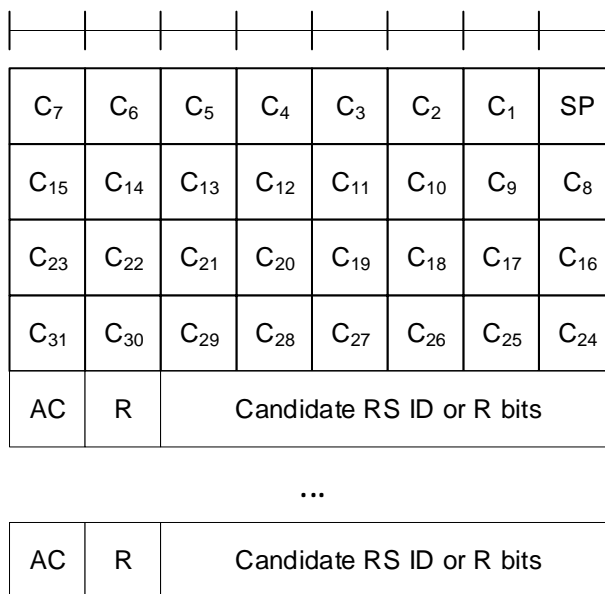 C7 C6 C5 C4 C3 C2 C1 SP
C15 C14 C13 C12 C11 C10 C9 C8
C23 C22 C21 C20 C19 C18 C17 C16
C31 C30 C29 C28 C27 C26 C25 C24
AC R Candidate RS ID or R bits
...
AC R Candidate RS ID or R bits